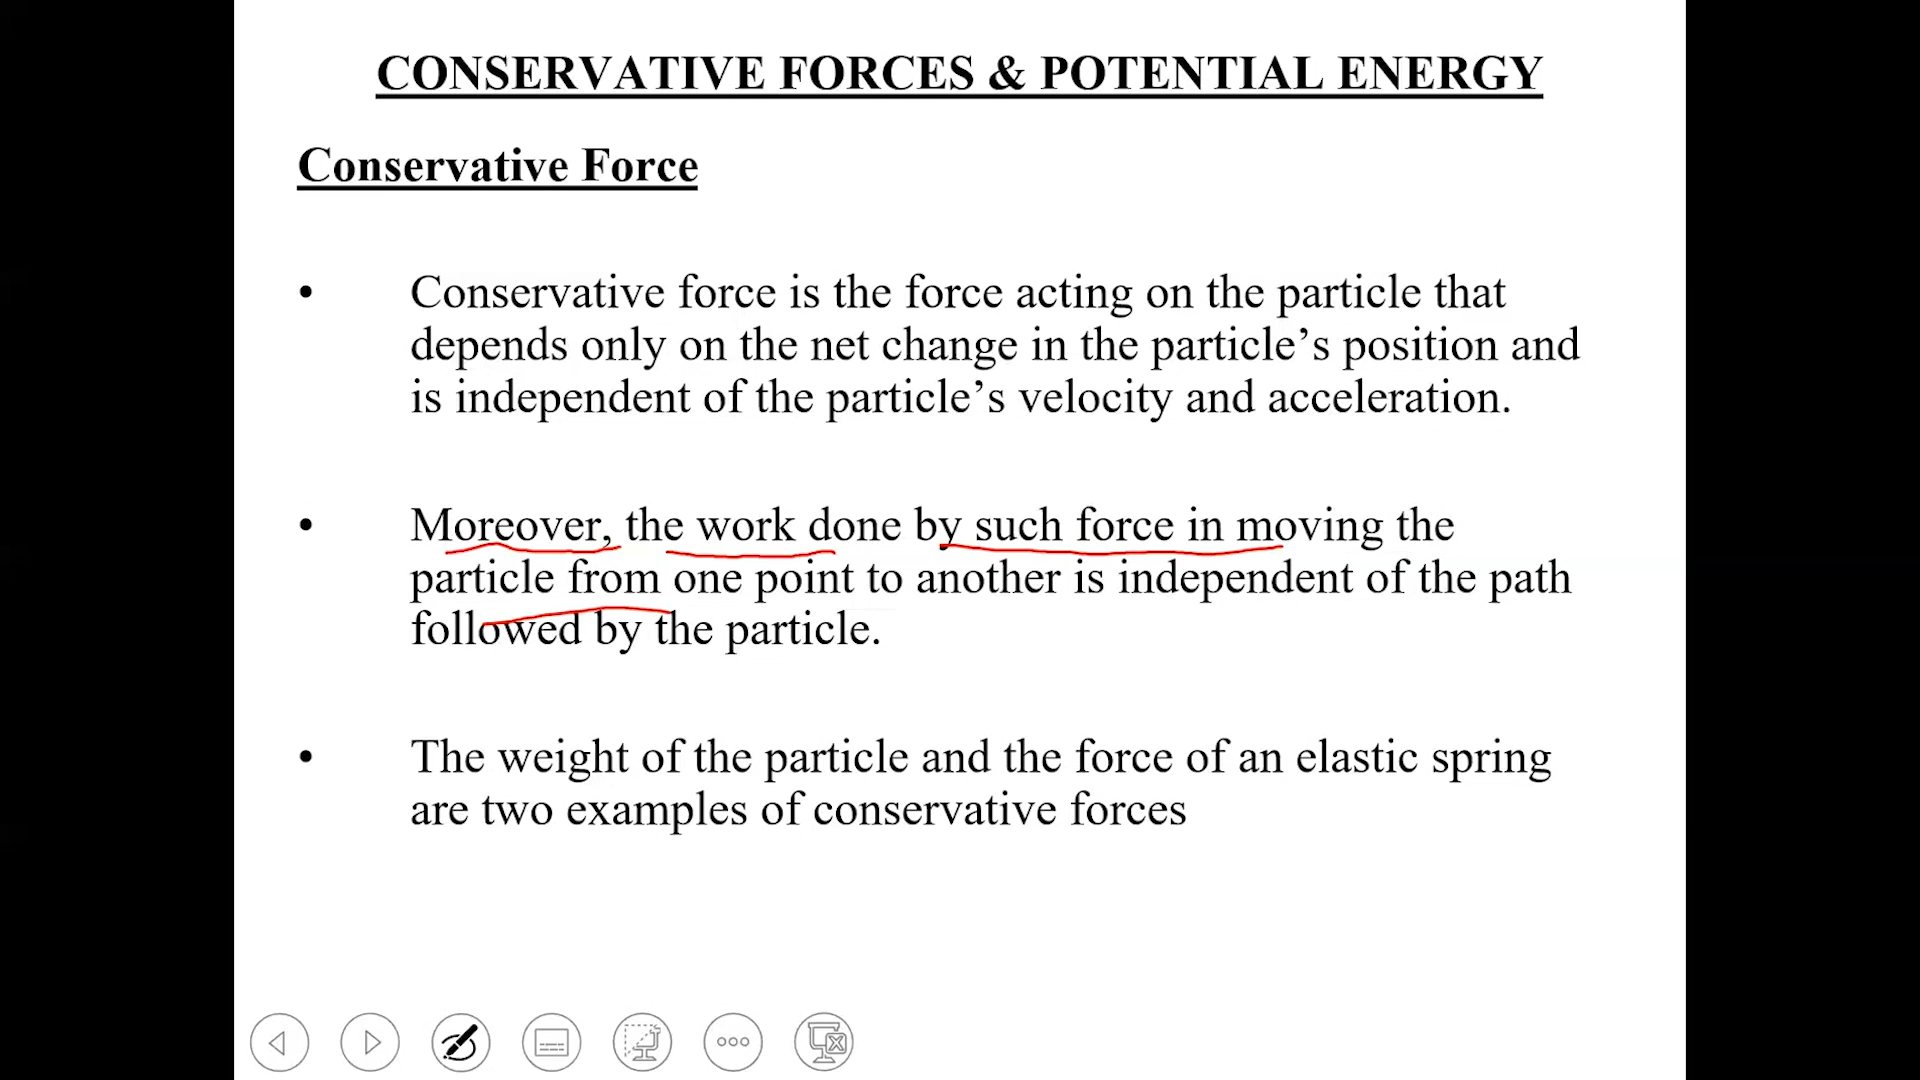 CONSERVATIVE FORCES & POTENTIAL ENERGY
Conservative Force
• Conservative force is the force acting on the particle that
depends only on the net change in the particle’s position and
is independent of the particle’s velocity and acceleration.
• Moreover, the work done by such force in moving the
particle from one point to another is independent of the path
followed by the particle.
• The weight of the particle and the force of an elastic spring
are two examples of conservative forces